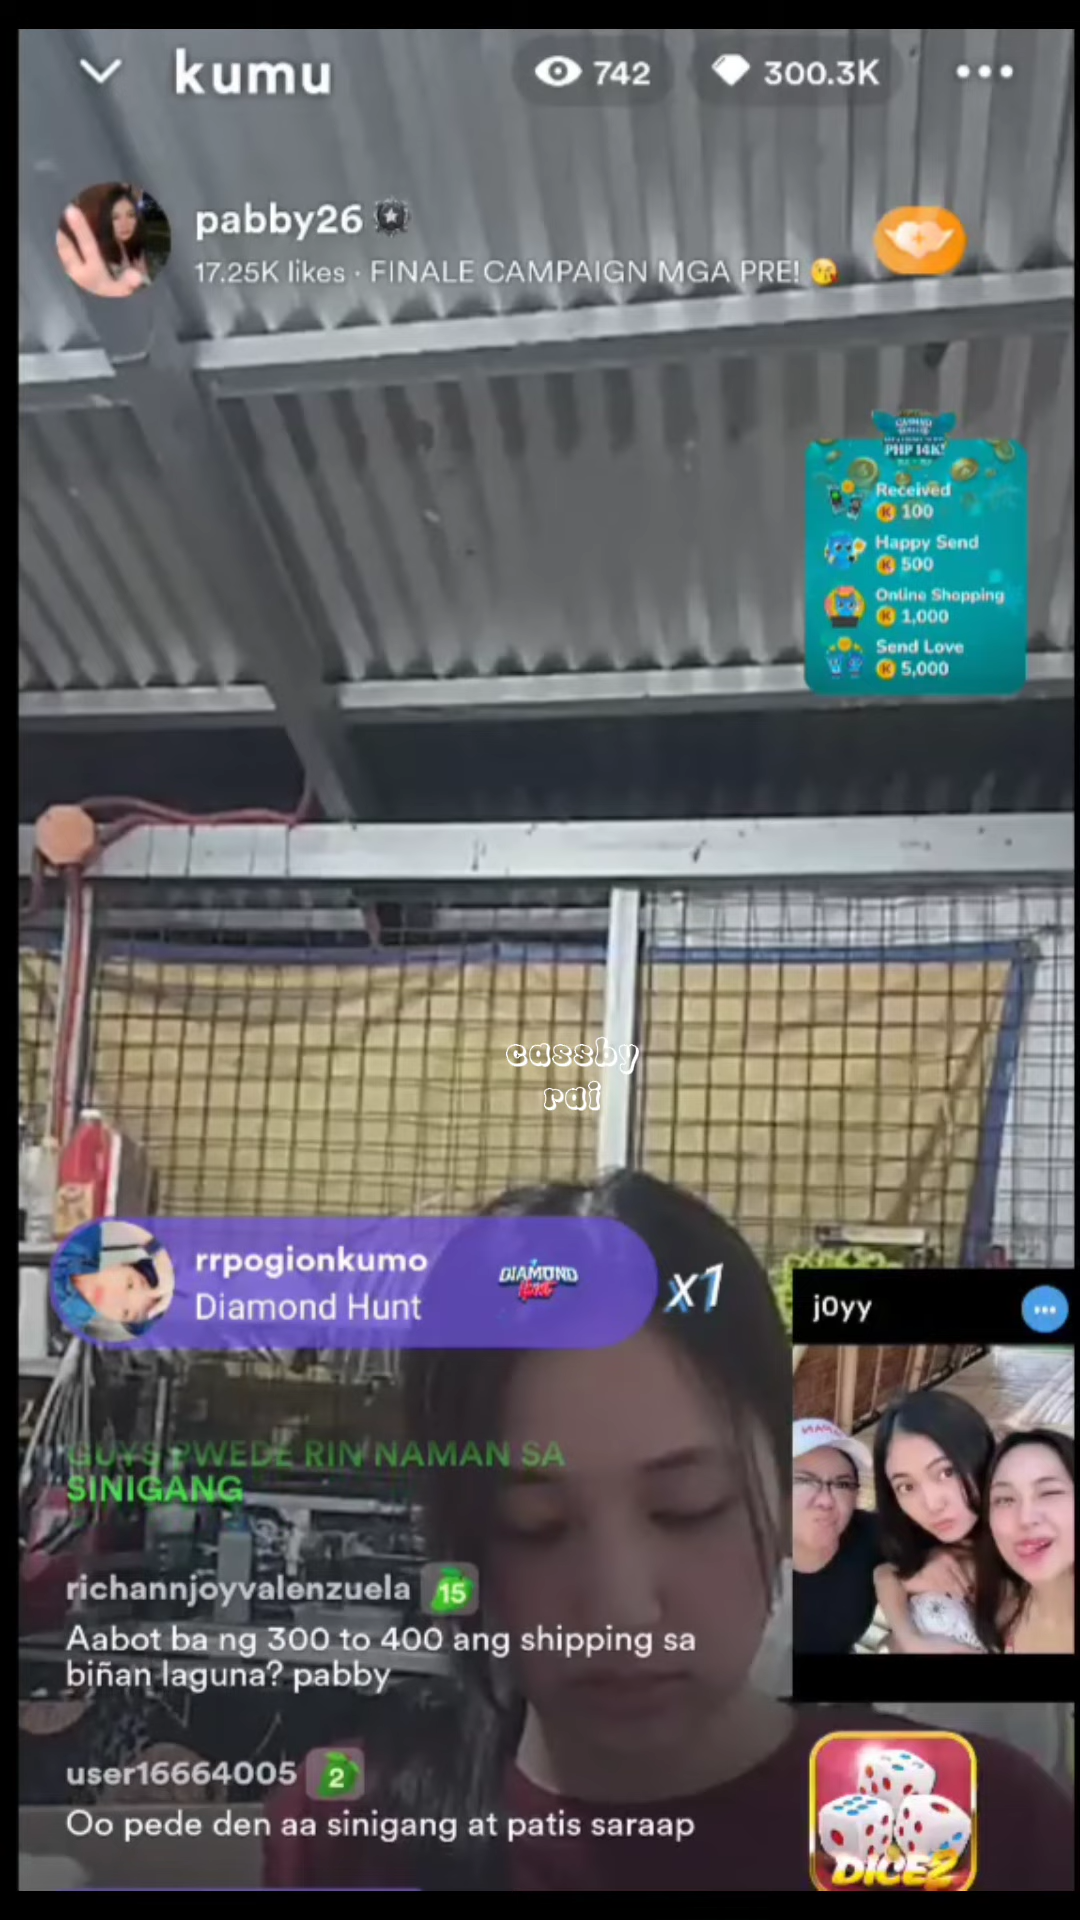 kumu
742
300.3K
pabby26
17.25K likes · FINALE CAMPAIGN MGA PRE! 😘
PHP 14K!
Received
K 100
Happy Send
K 500
Online Shopping
K 1,000
Send Love
K 5,000
cassby
rai
rrpogionkumo
Diamond Hunt
DIAMOND
Hunt
x1
j0yy
GUYS PWEDE RIN NAMAN SA
SINIGANG
richannjoyvalenzuela 15
Aabot ba ng 300 to 400 ang shipping sa
biñan laguna? pabby
user16664005 2
Oo pede den aa sinigang at patis saraap
DICE2